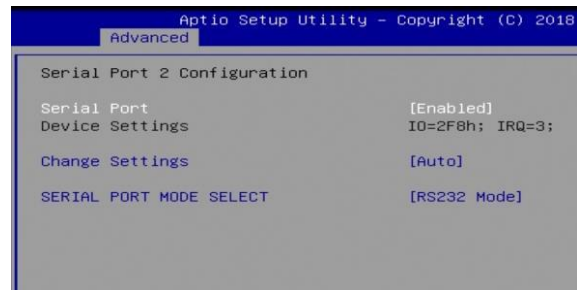 Aptio Setup Utility – Copyright (C) 2018
Advanced
Serial Port 2 Configuration
Serial Port [Enabled]
Device Settings IO=2F8h; IRQ=3;
Change Settings [Auto]
SERIAL PORT MODE SELECT [RS232 Mode]